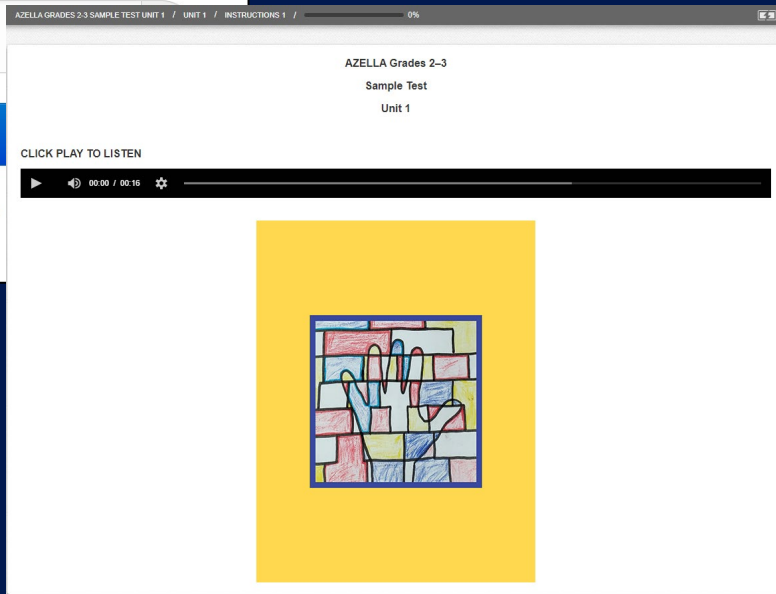 AZELLA GRADES 2-3 SAMPLE TEST UNIT 1 / UNIT 1 / INSTRUCTIONS 1 / 0%
AZELLA Grades 2–3
Sample Test
Unit 1
CLICK PLAY TO LISTEN
00:00 / 00:16